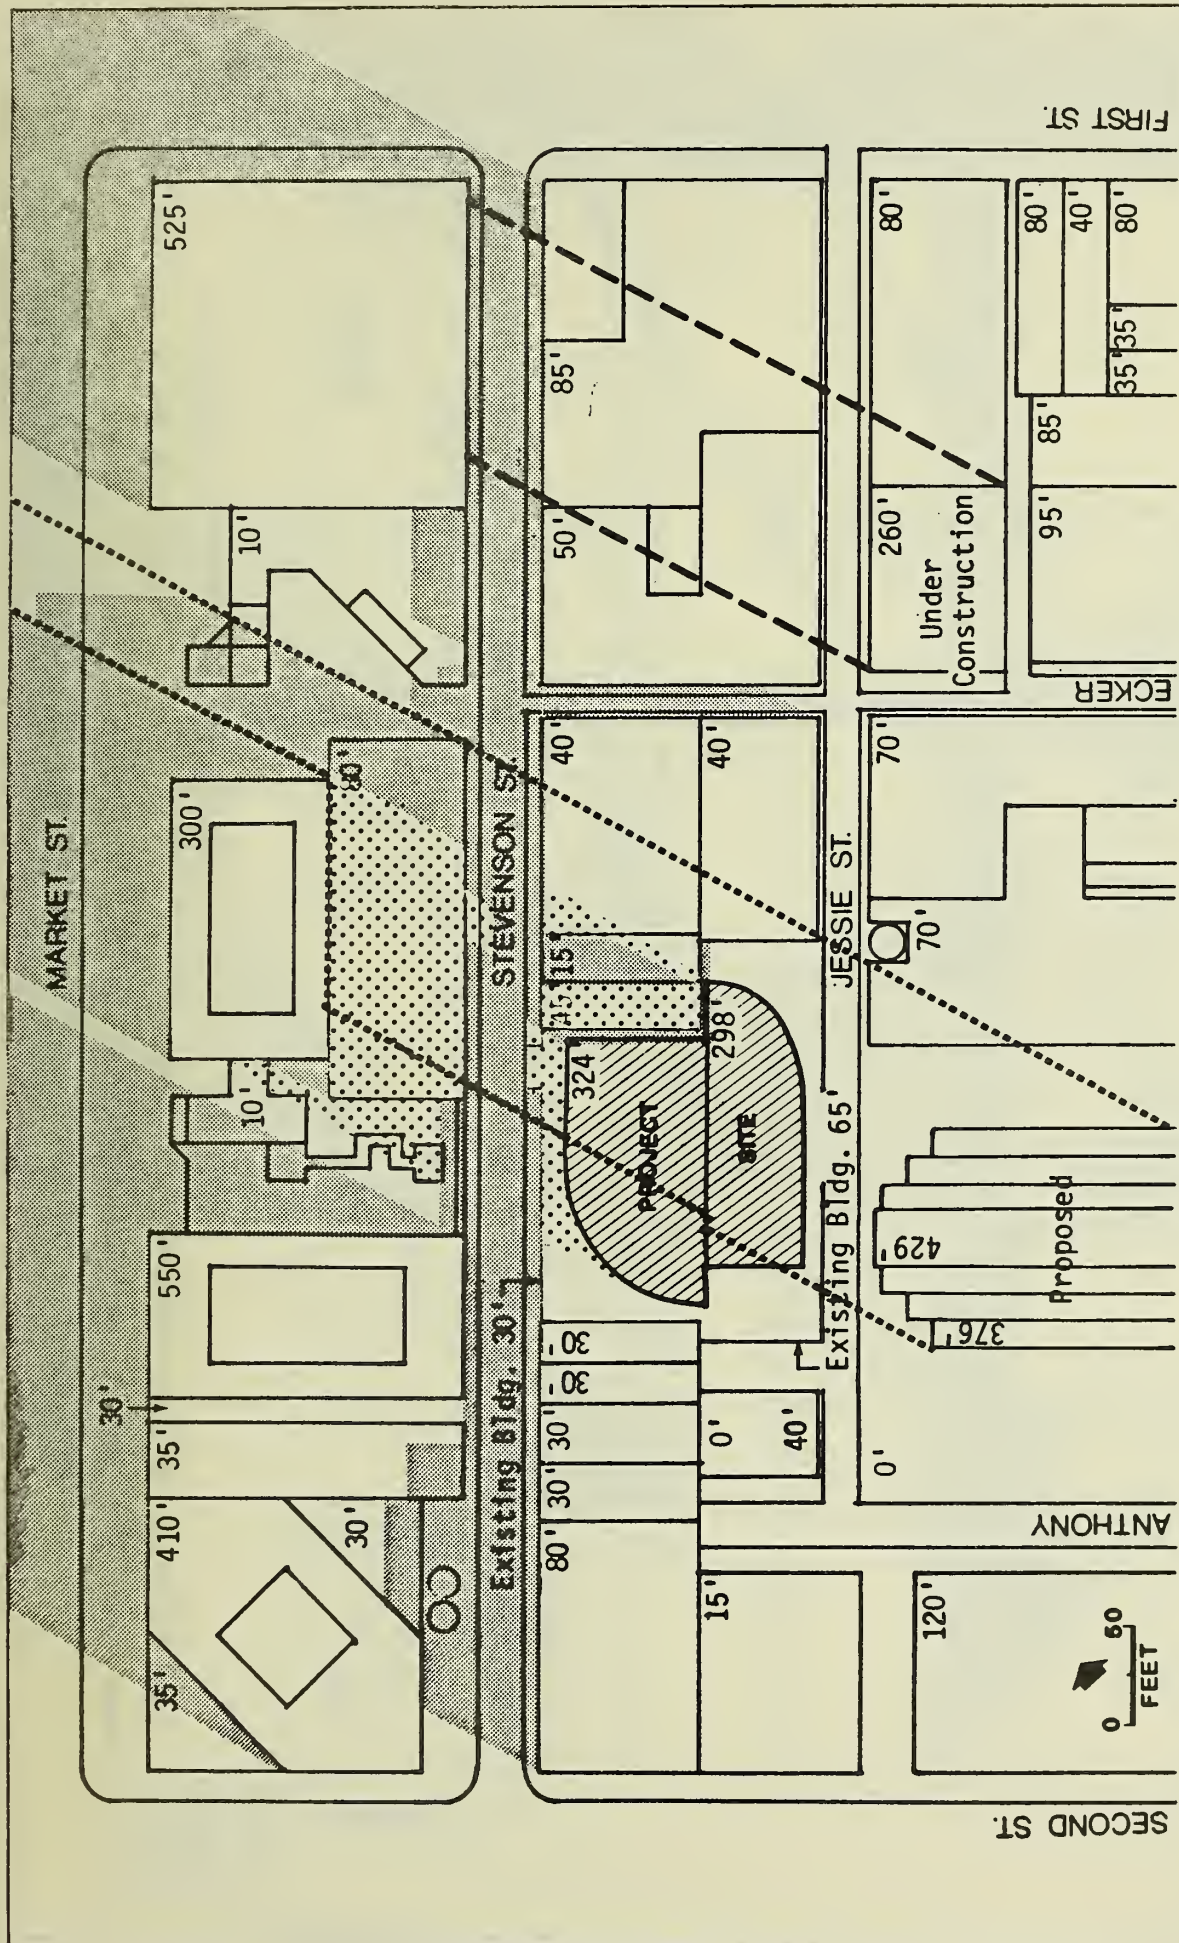 MARKET ST.
35'
410'
30'
35'
30'
550'
10'
300'
10'
525'
STEVENSON ST.
Existing Bldg. 30'
80'
30'
30'
30'
30'
324
15'
40'
50'
85'
PROJECT
SITE
298'
40'
15'
0'
40'
Existing Bldg. 65'
JESSIE ST.
120'
0'
376'
429'
Proposed
70'
70'
260'
Under
Construction
80'
95'
85'
80'
40'
80'
35'
35'
SECOND ST.
ANTHONY
ECKER
FIRST ST.
0 50
FEET